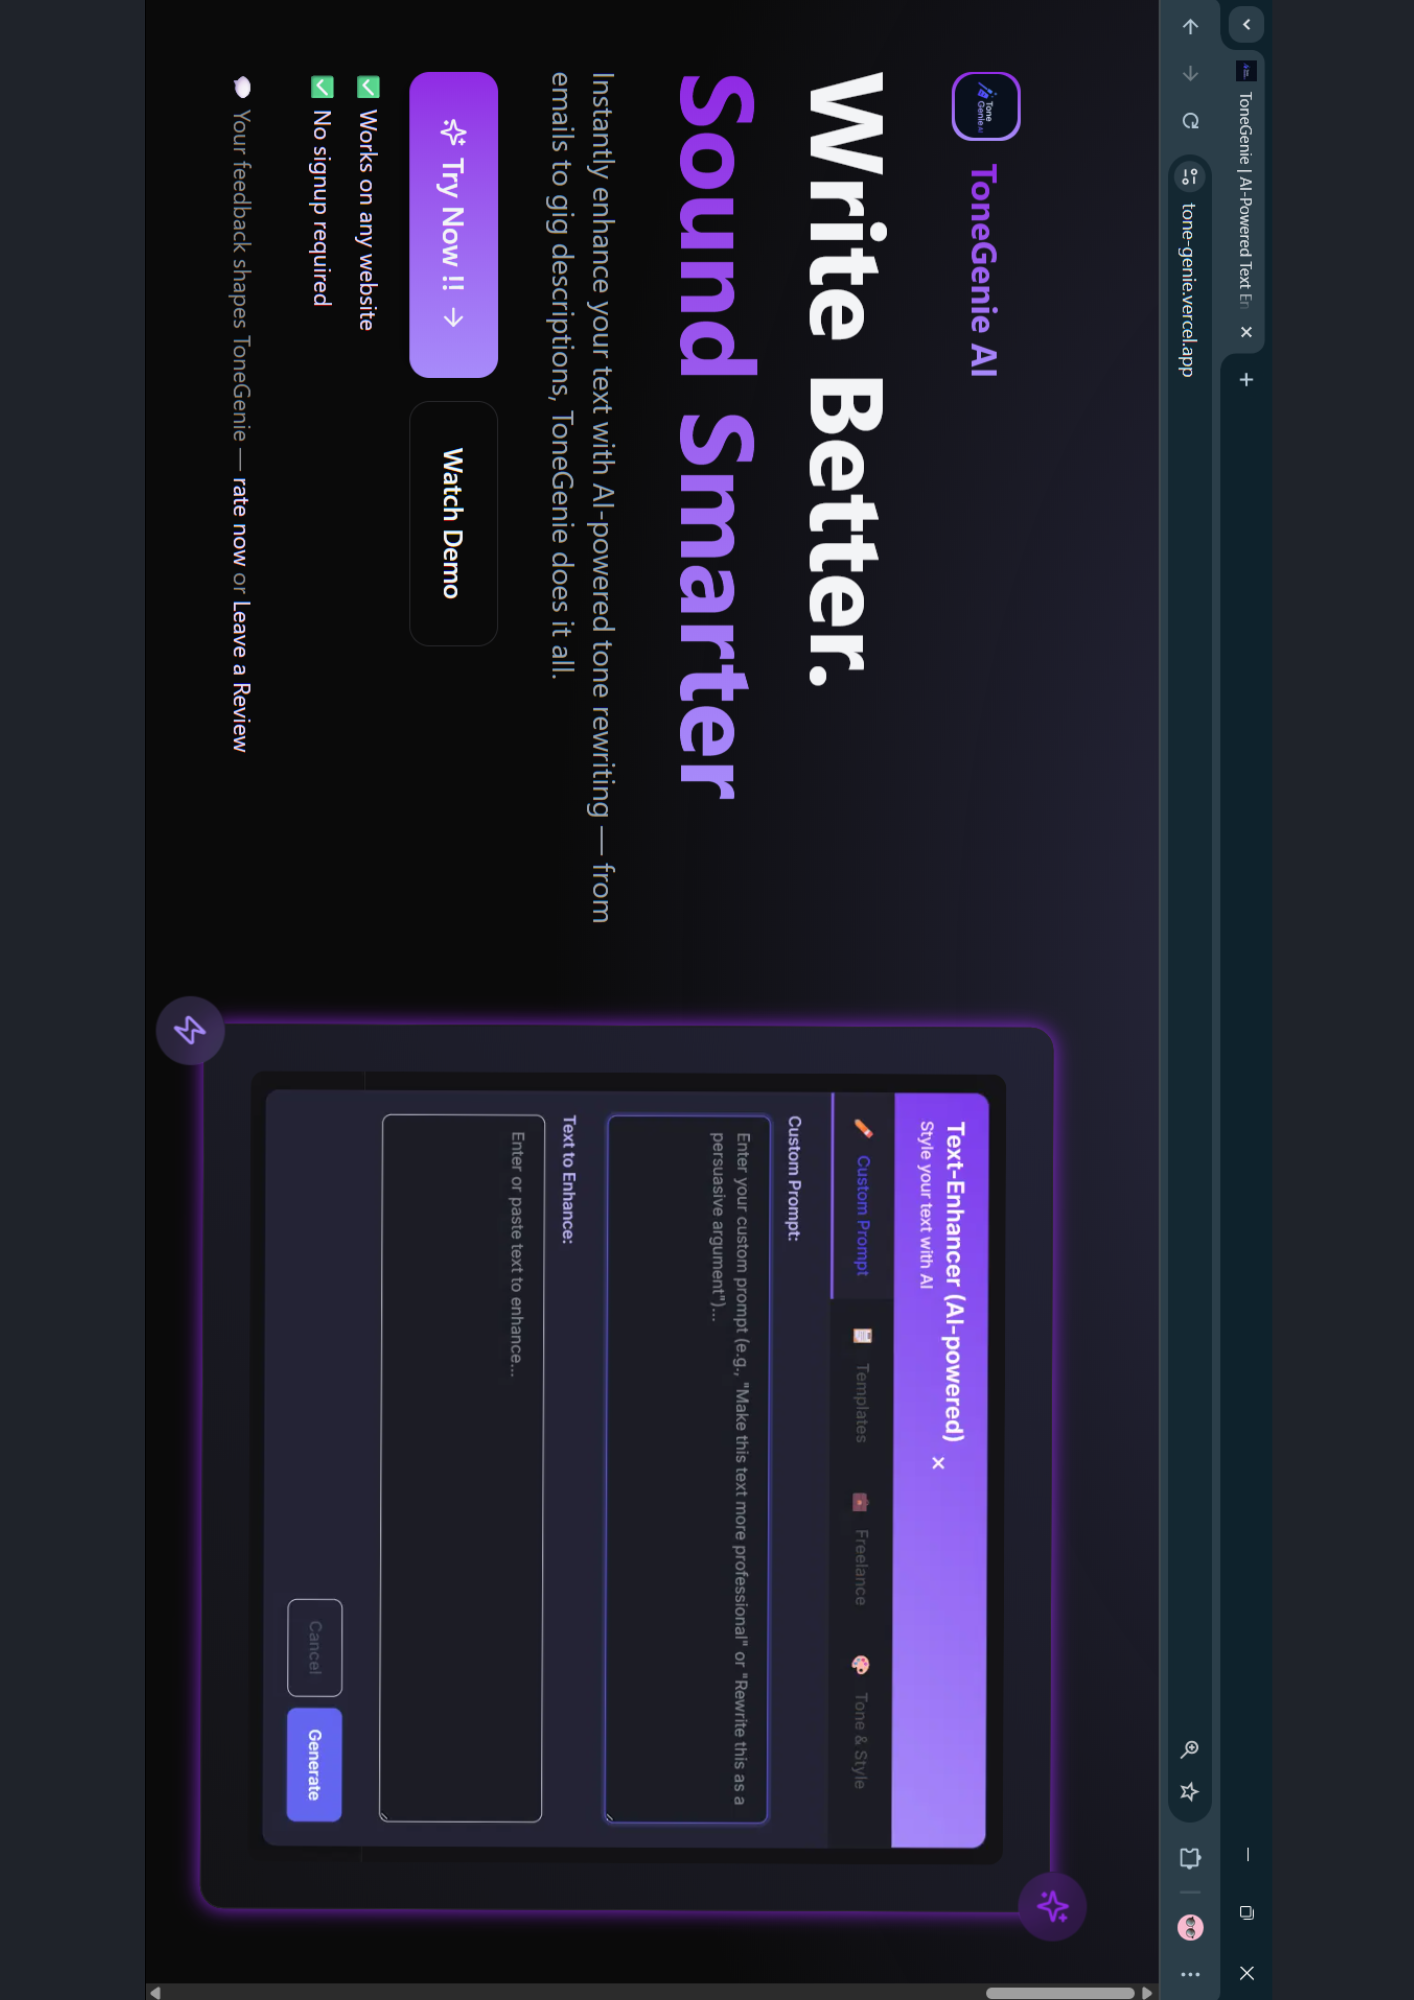 ToneGenie | AI-Powered Text En
tone-genie.vercel.app
Tone
Genie AI
ToneGenie AI
Write Better.
Sound Smarter
Instantly enhance your text with AI-powered tone rewriting — from
emails to gig descriptions, ToneGenie does it all.
Try Now !! →
Watch Demo
✅ Works on any website
✅ No signup required
💬 Your feedback shapes ToneGenie — rate now or Leave a Review
Text-Enhancer (AI-powered)
Style your text with AI
Custom Prompt
Templates
Freelance
Tone & Style
Custom Prompt:
Enter your custom prompt (e.g., "Make this text more professional" or "Rewrite this as a
persuasive argument")...
Text to Enhance:
Enter or paste text to enhance...
Cancel
Generate